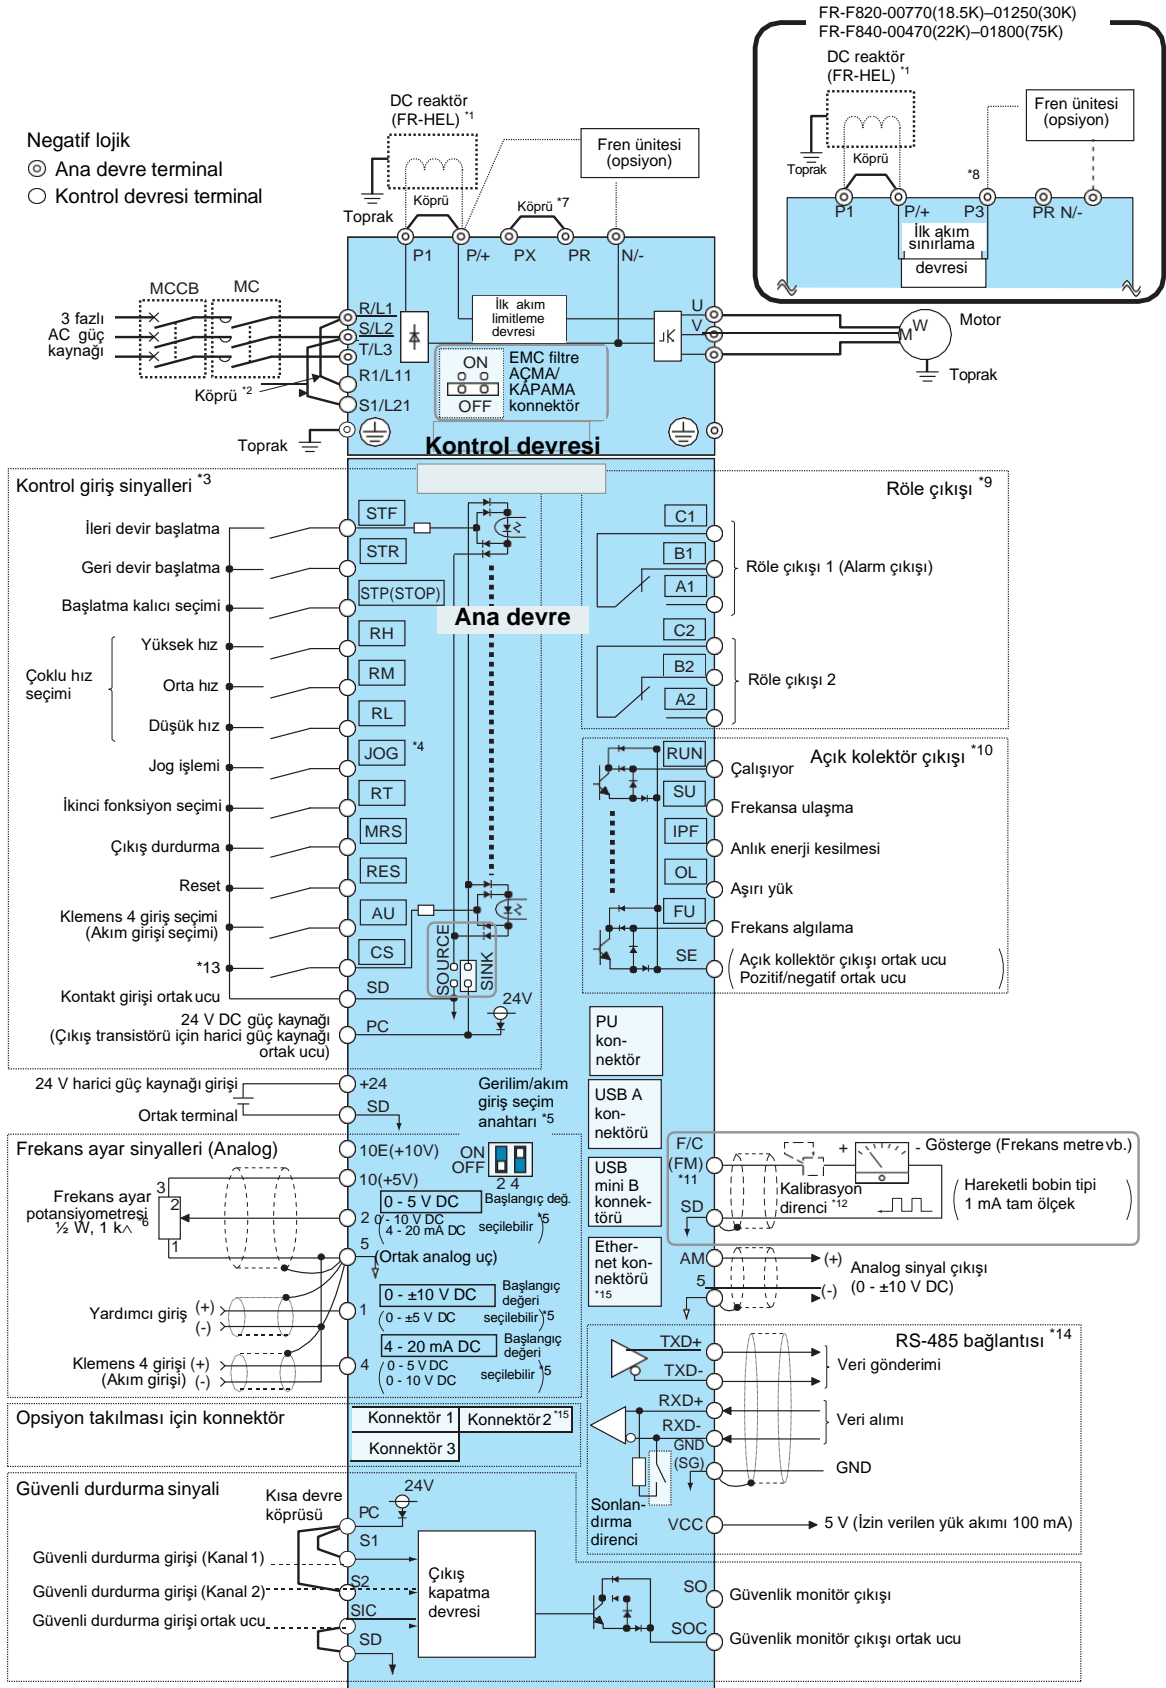 FR-F820-00770(18.5K)–01250(30K)
FR-F840-00470(22K)–01800(75K)
DC reaktör
(FR-HEL) *1
Fren ünitesi
(opsiyon)
Köprü
Toprak
*8
P1
P/+
P3
PR
N/-
İlk akım
sınırlama
devresi
Negatif lojik
Ana devre terminal
Kontrol devresi terminal
DC reaktör
(FR-HEL) *1
Fren ünitesi
(opsiyon)
Toprak
Köprü
Köprü *7
P1
P/+
PX
PR
N/-
MCCB
MC
3 fazlı
AC güç
kaynağı
R/L1
S/L2
T/L3
R1/L11
S1/L21
Köprü *2
Toprak
İlk akım
limitleme
devresi
ON
OFF
EMC filtre
AÇMA/
KAPAMA
konnektör
U
V
W
M
Motor
Toprak
Kontrol devresi
Kontrol giriş sinyalleri *3
İleri devir başlatma
STF
Geri devir başlatma
STR
Başlatma kalıcı seçimi
STP(STOP)
Ana devre
Çoklu hız
seçimi
Yüksek hız
RH
Orta hız
RM
Düşük hız
RL
Jog işlemi
JOG *4
İkinci fonksiyon seçimi
RT
Çıkış durdurma
MRS
Reset
RES
Klemens 4 giriş seçimi
(Akım girişi seçimi)
AU
*13
CS
SOURCE
SINK
Kontakt girişi ortak ucu
SD
24 V DC güç kaynağı
(Çıkış transistörü için harici güç kaynağı
ortak ucu)
PC
24V
Röle çıkışı *9
C1
B1
A1
Röle çıkışı 1 (Alarm çıkışı)
C2
B2
A2
Röle çıkışı 2
Açık kolektör çıkışı *10
RUN
Çalışıyor
SU
Frekansa ulaşma
IPF
Anlık enerji kesilmesi
OL
Aşırı yük
FU
Frekans algılama
SE
(Açık kollektör çıkışı ortak ucu
Pozitif/negatif ortak ucu)
24 V harici güç kaynağı girişi
+24
Ortak terminal
SD
Gerilim/akım
giriş seçim
anahtarı *5
PU
kon-
nektör
USB A
kon-
nektörü
USB
mini B
konnek-
törü
Ether-
net kon-
nektörü
*15
Frekans ayar sinyalleri (Analog)
10E(+10V)
ON
OFF
2 4
10(+5V)
Frekans ayar
potansiyometresi
½ W, 1 k^ *6
3
2
1
2
0 - 5 V DC
Başlangıç değ.
(0 - 10 V DC
4 - 20 mA DC
seçilebilir) *5
5
(Ortak analog uç)
Yardımcı giriş
(+)
(-)
1
0 - ±10 V DC
Başlangıç
değeri
(0 - ±5 V DC
seçilebilir) *5
Klemens 4 girişi (+)
(Akım girişi) (-)
4
4 - 20 mA DC
Başlangıç
değeri
(0 - 5 V DC
0 - 10 V DC
seçilebilir) *5
F/C
(FM)
*11
SD
Kalibrasyon
direnci *12
+
-
Gösterge (Frekans metre vb.)
(Hareketli bobin tipi
1 mA tam ölçek)
AM
(+)
5
(-)
Analog sinyal çıkışı
(0 - ±10 V DC)
Opsiyon takılması için konnektör
Konnektör 1
Konnektör 2 *15
Konnektör 3
RS-485 bağlantısı *14
TXD+
TXD-
Veri gönderimi
RXD+
RXD-
Veri alımı
GND
(SG)
GND
Sonlan-
dırma
direnci
VCC
5 V (İzin verilen yük akımı 100 mA)
Güvenli durdurma sinyali
Kısa devre
köprüsü
24V
PC
S1
Güvenli durdurma girişi (Kanal 1)
S2
Güvenli durdurma girişi (Kanal 2)
SIC
Güvenli durdurma girişi ortak ucu
SD
Çıkış
kapatma
devresi
SO
Güvenlik monitör çıkışı
SOC
Güvenlik monitör çıkışı ortak ucu